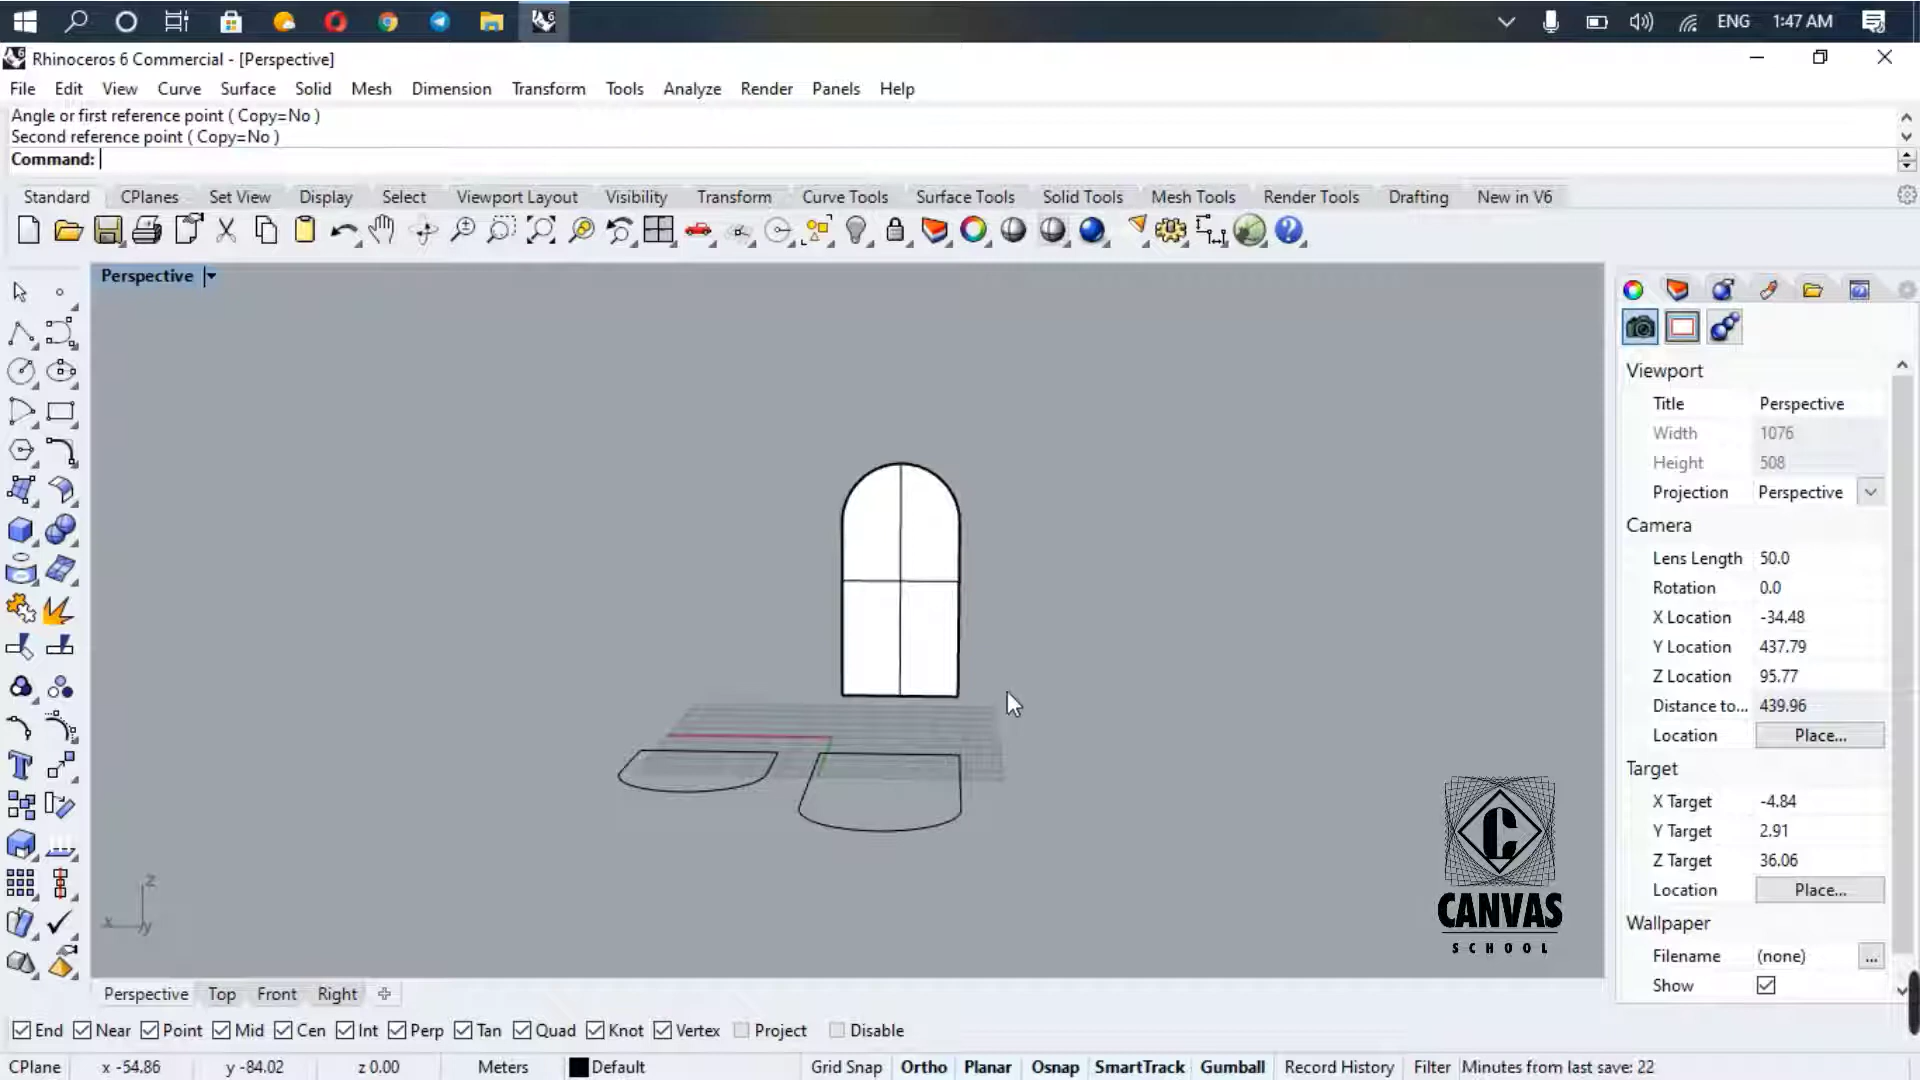 ENG
1:47 AM
Rhinoceros 6 Commercial - [Perspective]
File Edit View Curve Surface Solid Mesh Dimension Transform Tools Analyze Render Panels Help
Angle or first reference point ( Copy=No )
Second reference point ( Copy=No )
Command:
Standard CPlanes Set View Display Select Viewport Layout Visibility Transform Curve Tools Surface Tools Solid Tools Mesh Tools Render Tools Drafting New in V6
Perspective
Viewport
Title Perspective
Width 1076
Height 508
Projection Perspective
Camera
Lens Length 50.0
Rotation 0.0
X Location -34.48
Y Location 437.79
Z Location 95.77
Distance to... 439.96
Location Place...
Target
X Target -4.84
Y Target 2.91
Z Target 36.06
Location Place...
Wallpaper
Filename (none) ...
Show
z
x
y
C
CANVAS
SCHOOL
Perspective Top Front Right
End Near Point Mid Cen Int Perp Tan Quad Knot Vertex Project Disable
CPlane x -54.86 y -84.02 z 0.00 Meters Default Grid Snap Ortho Planar Osnap SmartTrack Gumball Record History Filter Minutes from last save: 22